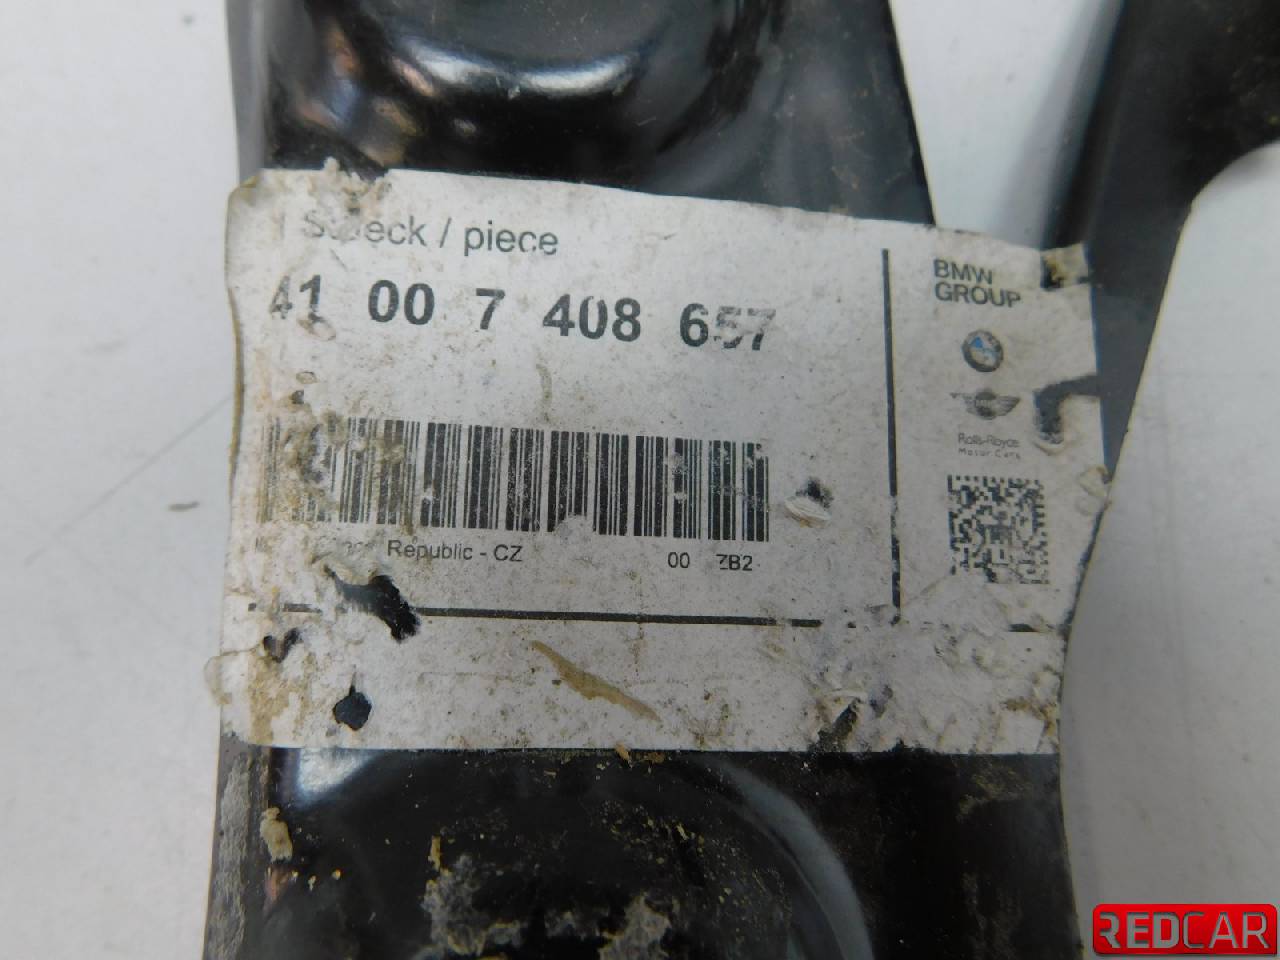 / piece
41 00 7 408 657
Republic - CZ
00 ZB2
BMW
GROUP
Rolls-Royce
Motor Cars
REDCAR